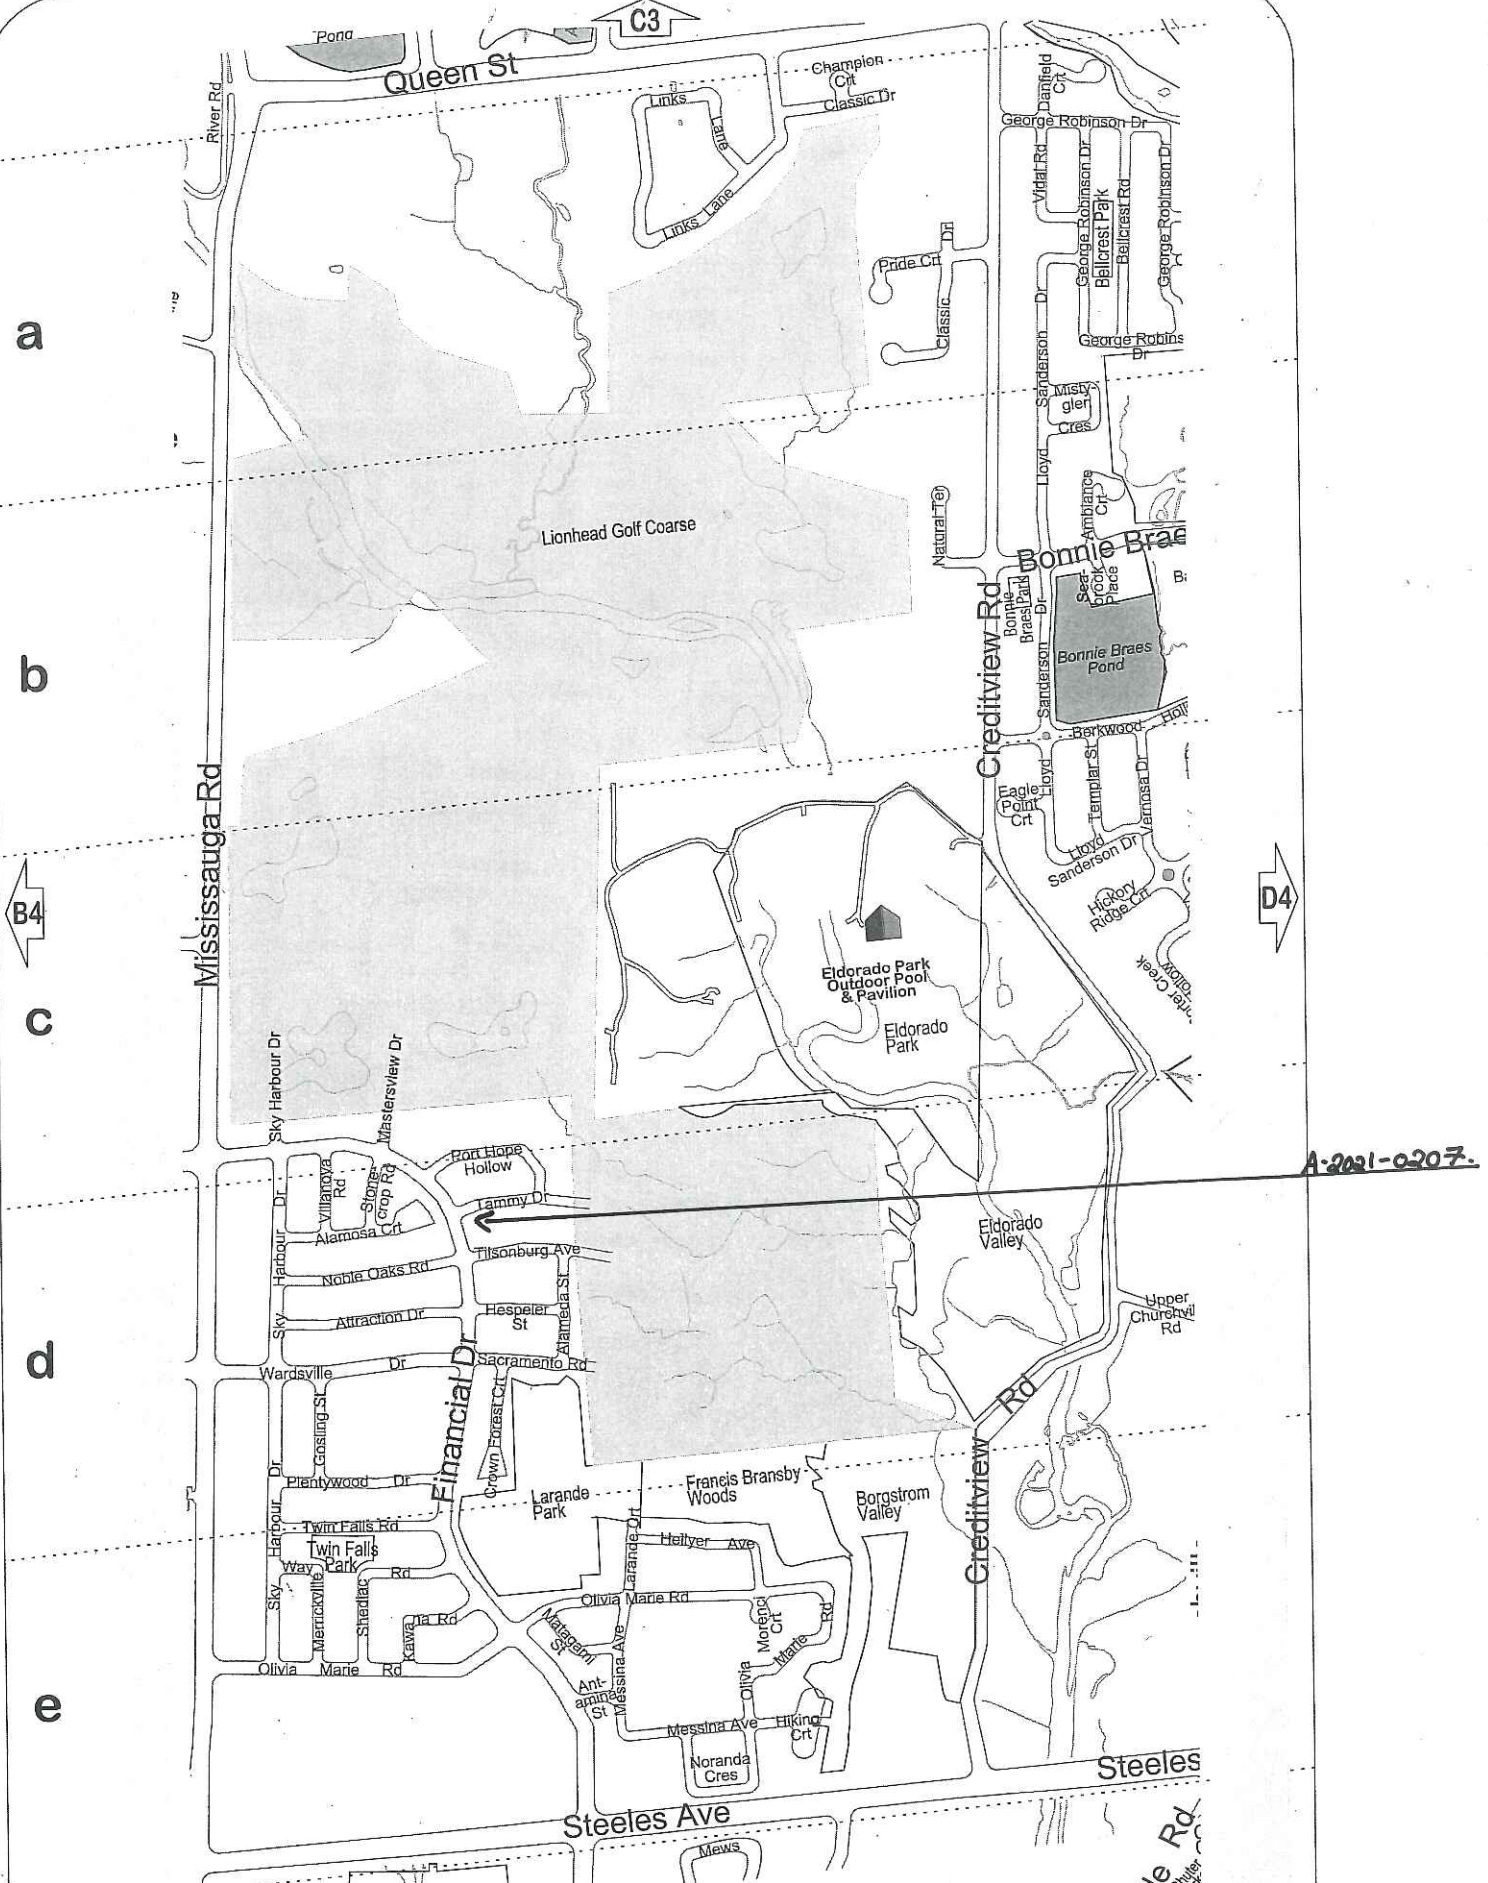 C3
Pond
Queen St
River Rd
Champion
Crt
Classic Dr
Links
Lane
Links Lane
Danfield
Crt
George Robinson Dr
Vidal Rd
George Robinson Dr
Bellcrest Park
Bellcrest Rd
George Robinson Dr
Pride Crt
Dr
Classic
a
George Robins
Dr
Lloyd Sanderson Dr
Misty-
glen
Cres
Lionhead Golf Coarse
Natural Ter
Ambiance
Crt
Bonnie Brae
Sea-
brook
Place
Bonnie
Braes Park
Creditview Rd
Sanderson Dr
Bonnie Braes
Pond
b
Berkwood
Holl
Mississauga Rd
Eagle
Point
Crt
Lloyd
Templar St
Vernosa Dr
Lloyd
Sanderson Dr
Hickory
Ridge Crt
B4
D4
Eldorado Park
Outdoor Pool
& Pavilion
Eldorado
Park
rter Creek
ollow
c
Sky Harbour Dr
Mastersview Dr
Port Hope
Hollow
A-2021-0207.
Villanova
Rd
Stone-
crop Rd
Tammy Dr
Alamosa Crt
Eldorado
Valley
Tilsonburg Ave
Sky Harbour Dr
Noble Oaks Rd
Alameda St
Hespeler
St
Attraction Dr
Upper
Churchvil
Rd
d
Wardsville Dr
Sacramento Rd
Financial Dr
Crown Forest Crt
Gosling St
Creditview Rd
Plentywood Dr
Larande
Park
Francis Bransby
Woods
Borgstrom
Valley
Twin Falls Rd
Twin Falls
Park
Larande Crt
Hellyer Ave
Sky Harbour Dr
Way
Rd
Merrickville
Shediac
Kawa
na Rd
Olivia Marie Rd
Matagami
St
Messina Ave
Morenci
Crt
Olivia Marie Rd
Olivia Marie Rd
Ant-
amina
St
e
Messina Ave
Hiking
Crt
Noranda
Cres
Steeles
Steeles Ave
Mews
le Rd